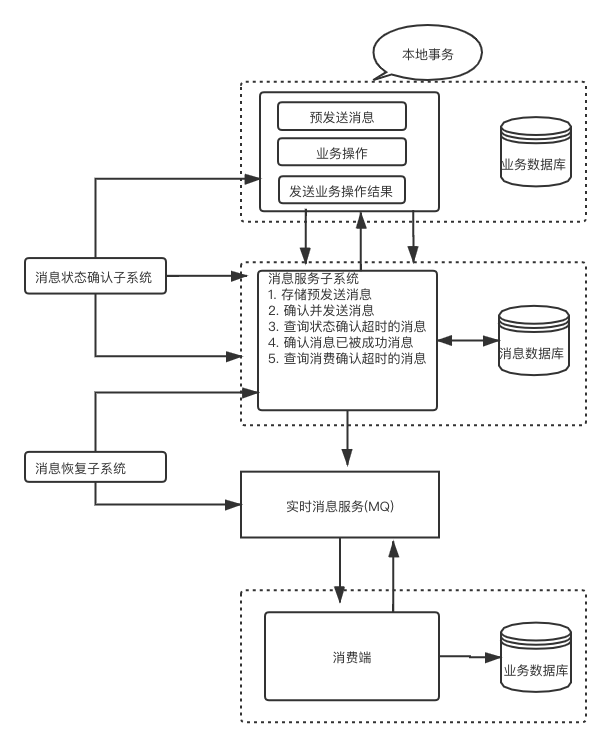 本地事务
预发送消息
业务操作
发送业务操作结果
业务数据库
消息状态确认子系统
消息服务子系统
1. 存储预发送消息
2. 确认并发送消息
3. 查询状态确认超时的消息
4. 确认消息已被成功消息
5. 查询消费确认超时的消息
消息数据库
消息恢复子系统
实时消息服务(MQ)
消费端
业务数据库